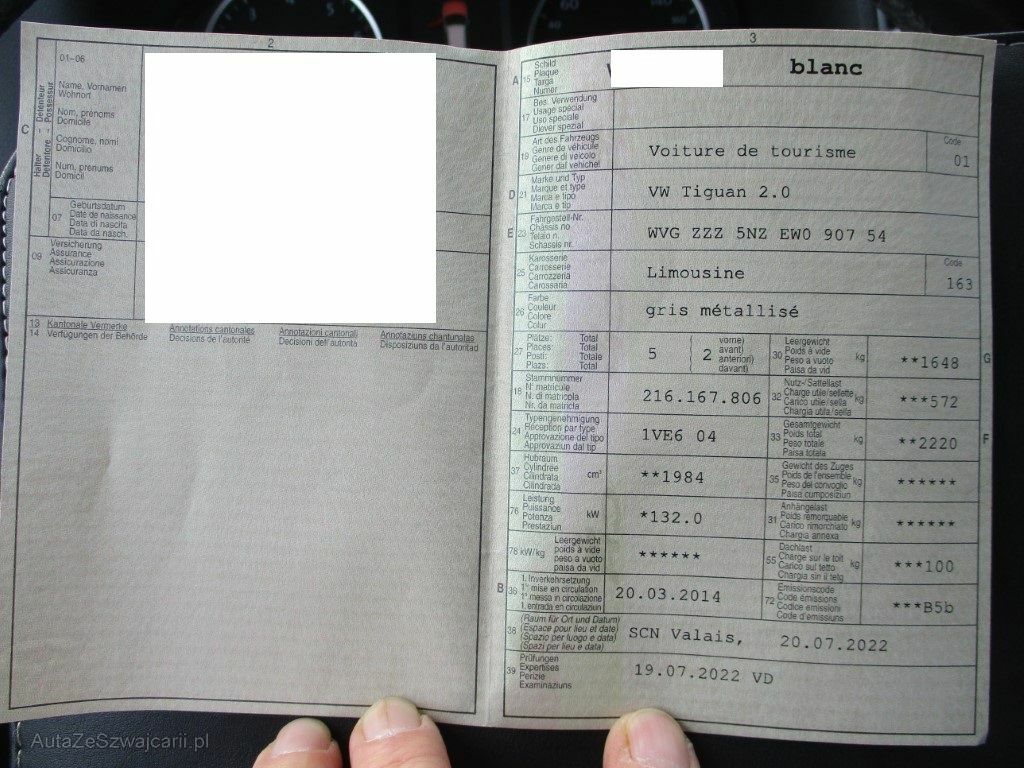 2
01-06
Name, Vornamen
Wohnort
Nom, prénoms
Domicile
Cognome, nomi
Domicilio
Num, prenums
Domicil
C
Halter Détenteur
Detentore Possessur
07
Geburtsdatum
Date de naissance
Data di nascita
Data da nasch.
09
Versicherung
Assurance
Assicurazione
Assicuranza
13 Kantonale Vermerke Annotations cantonales Annotazioni cantonali Annotaziuns chantunalas
14 Verfügungen der Behörde Décisions de l'autorité Decisioni dell'autorità Disposiziuns da l'autoritad
3
A 15
Schild
Plaque
Targa
Numer
blanc
17
Bes. Verwendung
Usage spécial
Uso speciale
Diever spezial
19
Art des Fahrzeugs
Genre de véhicule
Genere di veicolo
Gener dal vehichel
Voiture de tourisme
Code
01
D 21
Marke und Typ
Marque et type
Marca e tipo
Marca e tip
VW Tiguan 2.0
E 23
Fahrgestell-Nr.
Châssis no
Telaio n.
Schassis nr.
WVG ZZZ 5NZ EW0 907 54
25
Karosserie
Carrosserie
Carrozzeria
Carossaria
Limousine
Code
163
26
Farbe
Couleur
Colore
Colur
gris métallisé
27
Plätze: Total
Places: Total
Posti: Totale
Plazs: Total
5
2
vorne)
avant)
anteriori)
davant)
30
Leergewicht
Poids à vide
Peso a vuoto
Paisa da vid
kg
**1648
G
18
Stammnummer
N° matricule
N. di matricola
Nr. da matricla
216.167.806
32
Nutz-/Sattellast
Charge utile/sellette
Carico utile/sella
Chargia utila/sella
kg
***572
24
Typengenehmigung
Réception par type
Approvazione del tipo
Approvaziun dal tip
1VE6 04
33
Gesamtgewicht
Poids total
Peso totale
Paisa totala
kg
**2220
F
37
Hubraum
Cylindrée
Cilindrata
Cilindrada
cm³
**1984
35
Gewicht des Zuges
Poids de l'ensemble
Peso del convoglio
Paisa cumposiziun
kg
******
76
Leistung
Puissance
Potenza
Prestaziun
kW
*132.0
31
Anhängelast
Poids remorquable
Carico rimorchiato
Chargia annexa
kg
******
78 kW/kg
Leergewicht
poids à vide
peso a vuoto
paisa da vid
******
55
Dachlast
Charge sur le toit
Carico sul tetto
Chargia sin il tetg
kg
***100
B 36
1. Inverkehrsetzung
1re mise en circulation
1a messa in circolazione
1. entrada en circulaziun
20.03.2014
72
Emissionscode
Code émissions
Codice emissioni
Code d'emissiuns
***B5b
38
(Raum für Ort und Datum)
(Espace pour lieu et date)
(Spazio per luogo e data)
(Spazi per lieu e data)
SCN Valais, 20.07.2022
39
Prüfungen
Expertises
Perizie
Examinaziuns
19.07.2022 VD
AutaZeSzwajcarii.pl